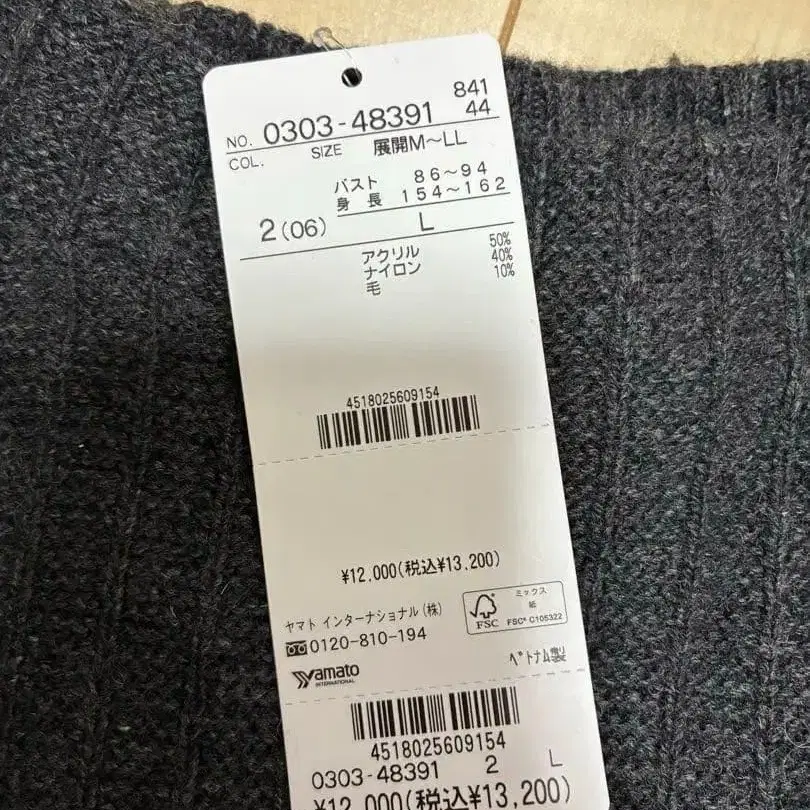 841
NO. 0303-48391 44
COL. SIZE 展開M～LL
バスト 86～94
身長 154～162
2(06) L
アクリル 50%
ナイロン 40%
毛 10%
4518025609154
¥12,000(税込¥13,200)
ヤマト インターナショナル(株)
0120-810-194
ミックス
紙
FSC FSC® C105322
Yamato
INTERNATIONAL
ベトナム製
4518025609154
0303-48391 2 L
¥12,000(税込¥13,200)